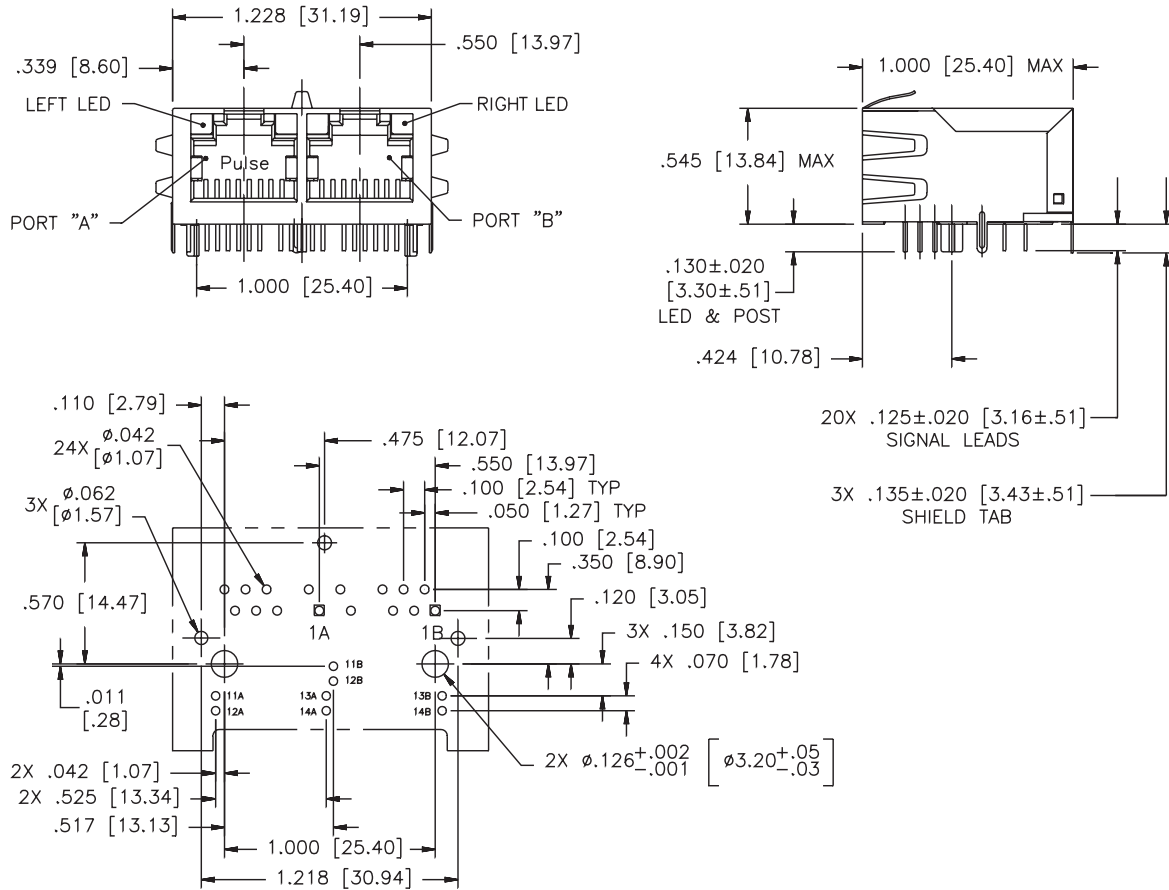 1.228 [31.19]
.550 [13.97]
.339 [8.60]
LEFT LED
RIGHT LED
Pulse
PORT "A"
PORT "B"
1.000 [25.40]
1.000 [25.40] MAX
.545 [13.84] MAX
.130±.020
[3.30±.51]
LED & POST
.424 [10.78]
20X .125±.020 [3.16±.51]
SIGNAL LEADS
3X .135±.020 [3.43±.51]
SHIELD TAB
.110 [2.79]
24X ø.042
[ø1.07]
3X ø.062
[ø1.57]
.475 [12.07]
.550 [13.97]
.100 [2.54] TYP
.050 [1.27] TYP
.100 [2.54]
.350 [8.90]
.120 [3.05]
3X .150 [3.82]
4X .070 [1.78]
.570 [14.47]
1A
1B
11B
12B
11A
13A
13B
12A
14A
14B
.011
[.28]
2X ø.126+.002 -.001 [ø3.20+.05 -.03]
2X .042 [1.07]
2X .525 [13.34]
.517 [13.13]
1.000 [25.40]
1.218 [30.94]